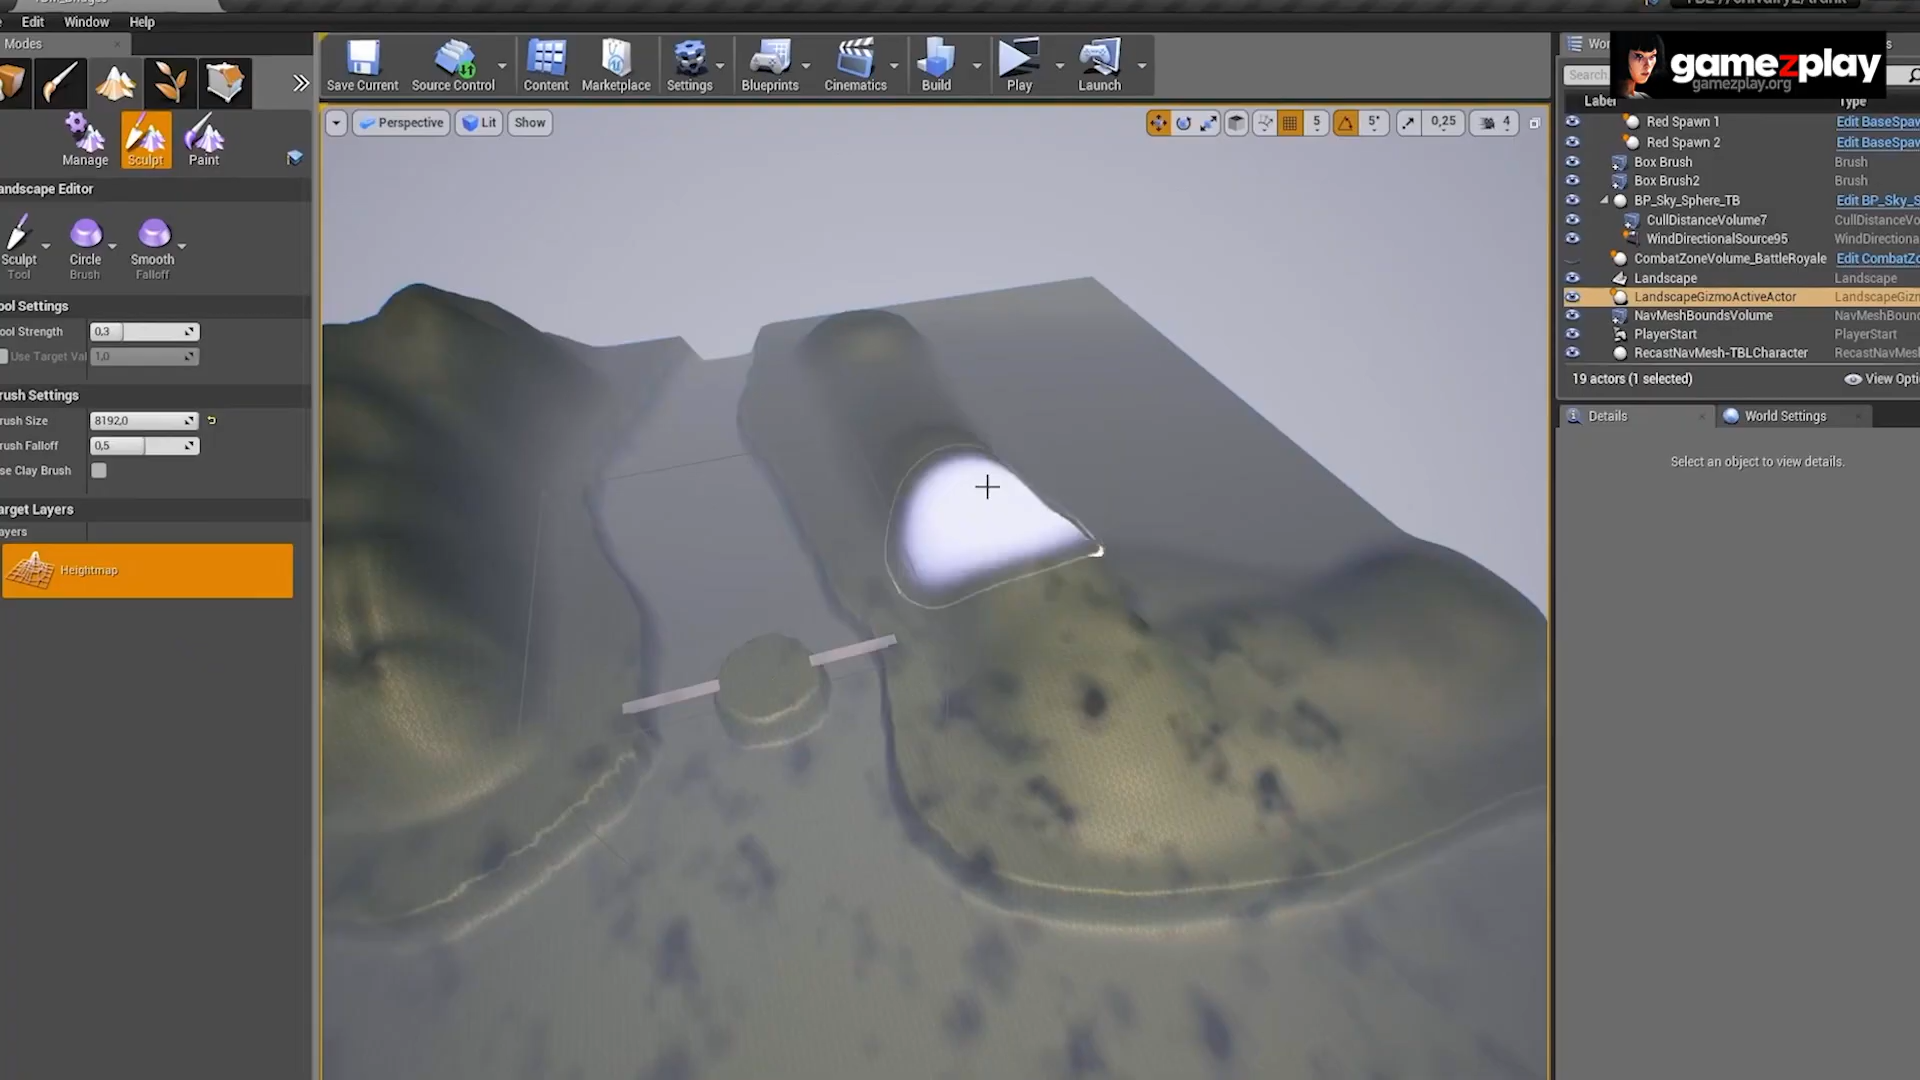 Edit Window Help
Modes
Manage Sculpt Paint
andscape Editor
Sculpt Circle Smooth
Tool Brush Falloff
ool Settings
ool Strength 0,3
Use Target Val 1,0
rush Settings
rush Size 8192,0
rush Falloff 0,5
se Clay Brush
arget Layers
ayers
Heightmap
Save Current Source Control Content Marketplace Settings Blueprints Cinematics Build Play Launch
Perspective Lit Show
5 5° 0,25 4
gamezplay
gamezplay.org
Wor
Search
Label Type
Red Spawn 1 Edit BaseSpaw
Red Spawn 2 Edit BaseSpaw
Box Brush Brush
Box Brush2 Brush
BP_Sky_Sphere_TB Edit BP_Sky_S
CullDistanceVolume7 CullDistanceVo
WindDirectionalSource95 WindDirectiona
CombatZoneVolume_BattleRoyale Edit CombatZo
Landscape Landscape
LandscapeGizmoActiveActor LandscapeGizn
NavMeshBoundsVolume NavMeshBound
PlayerStart PlayerStart
RecastNavMesh-TBLCharacter RecastNavMesh
19 actors (1 selected) View Opti
Details World Settings
Select an object to view details.